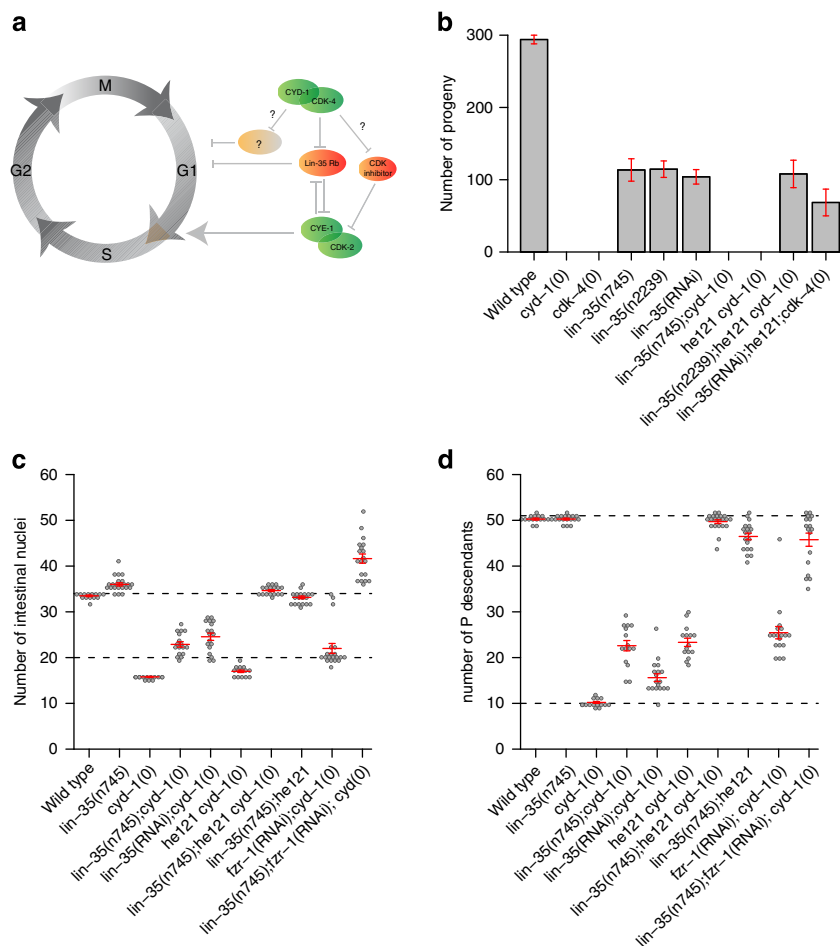 a
M
G2
G1
S
CYD-1
CDK-4
?
?
?
Lin-35 Rb
CDK
inhibitor
CYE-1
CDK-2
b
Number of progeny
300
200
100
0
Wild type
cyd−1(0)
cdk−4(0)
lin−35(n745)
lin−35(n2239)
lin−35(RNAi)
lin−35(n745);cyd−1(0)
he121 cyd−1(0)
lin−35(n2239);he121 cyd−1(0)
lin−35(RNAi);he121;cdk−4(0)
c
Number of intestinal nuclei
60
50
40
30
20
10
0
Wild type
lin−35(n745)
cyd−1(0)
lin−35(n745);cyd−1(0)
lin−35(RNAi);cyd−1(0)
he121 cyd−1(0)
lin−35(n745);he121 cyd−1(0)
lin−35(n745);he121
fzr−1(RNAi);cyd−1(0)
lin−35(n745);fzr−1(RNAi); cyd(0)
d
number of P descendants
60
50
40
30
20
10
0
Wild type
lin−35(n745)
cyd−1(0)
lin−35(n745);cyd−1(0)
lin−35(RNAi);cyd−1(0)
he121 cyd−1(0)
lin−35(n745);he121 cyd−1(0)
lin−35(n745);he121
fzr−1(RNAi); cyd−1(0)
lin−35(n745);fzr−1(RNAi); cyd−1(0)